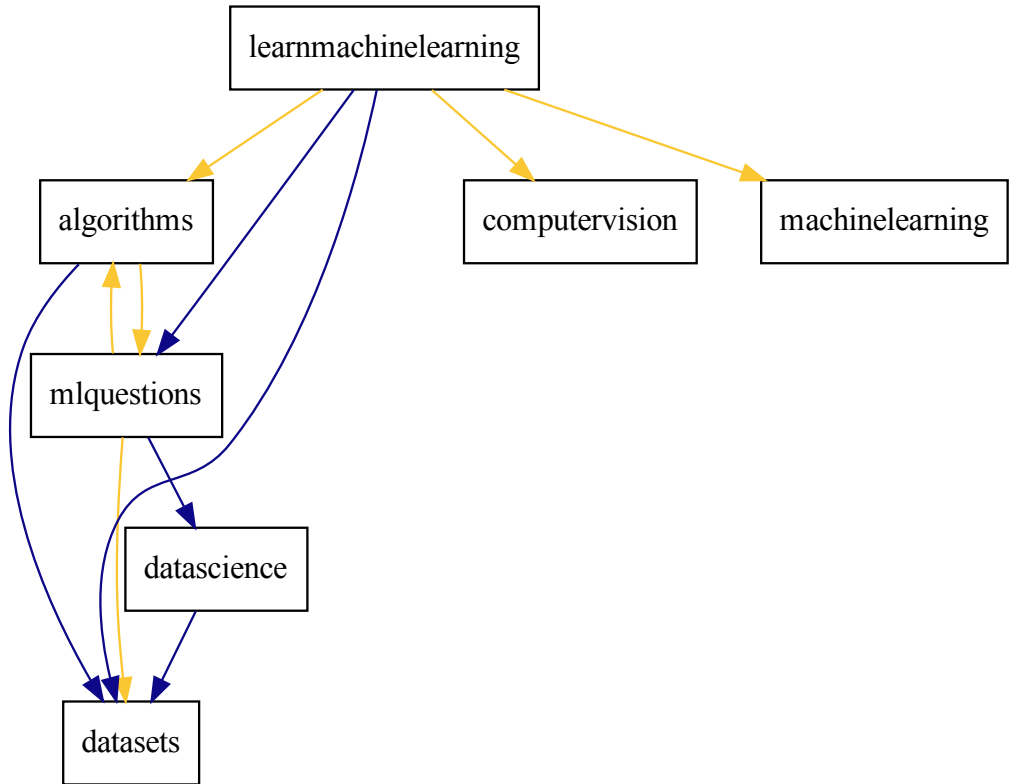 learnmachinelearning
algorithms
computervision
machinelearning
mlquestions
datascience
datasets